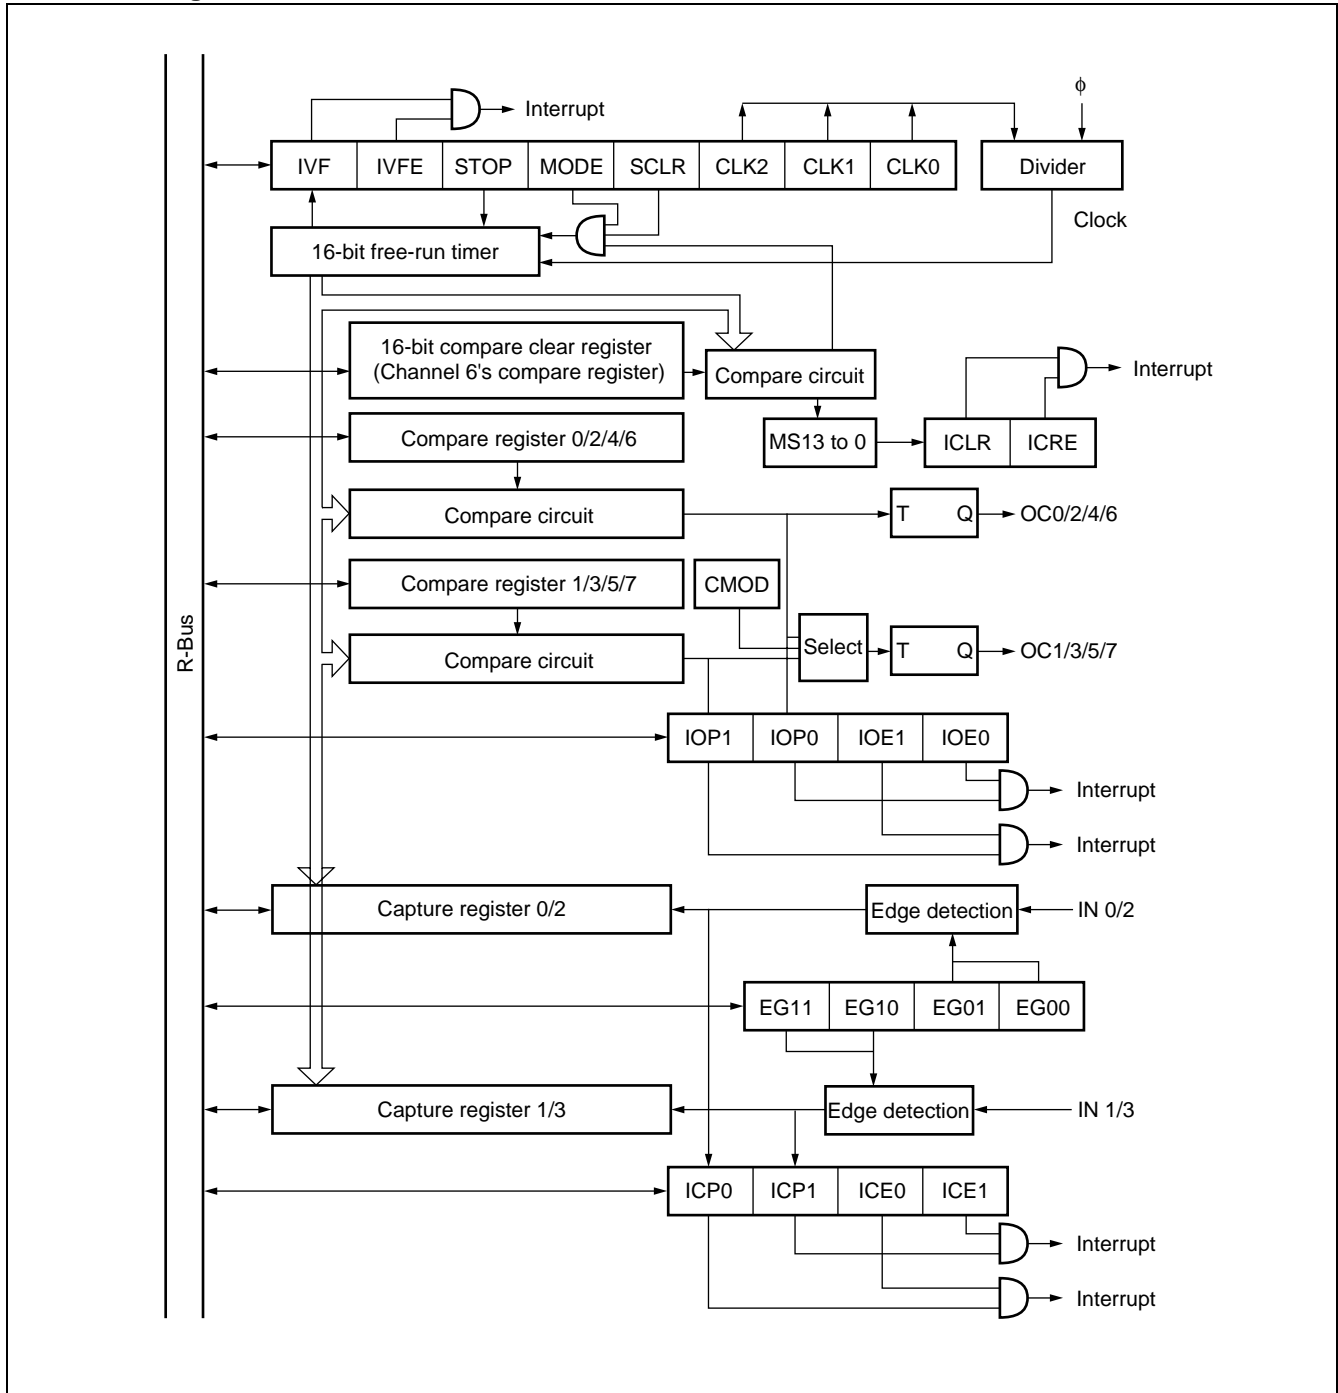 ϕ
Interrupt
IVF IVFE STOP MODE SCLR CLK2 CLK1 CLK0 Divider
Clock
16-bit free-run timer
16-bit compare clear register
(Channel 6's compare register)
Compare circuit
Interrupt
Compare register 0/2/4/6
MS13 to 0
ICLR ICRE
Compare circuit
T Q OC0/2/4/6
Compare register 1/3/5/7
CMOD
R-Bus
Compare circuit
Select
T Q OC1/3/5/7
IOP1 IOP0 IOE1 IOE0
Interrupt
Interrupt
Capture register 0/2
Edge detection
IN 0/2
EG11 EG10 EG01 EG00
Capture register 1/3
Edge detection
IN 1/3
ICP0 ICP1 ICE0 ICE1
Interrupt
Interrupt